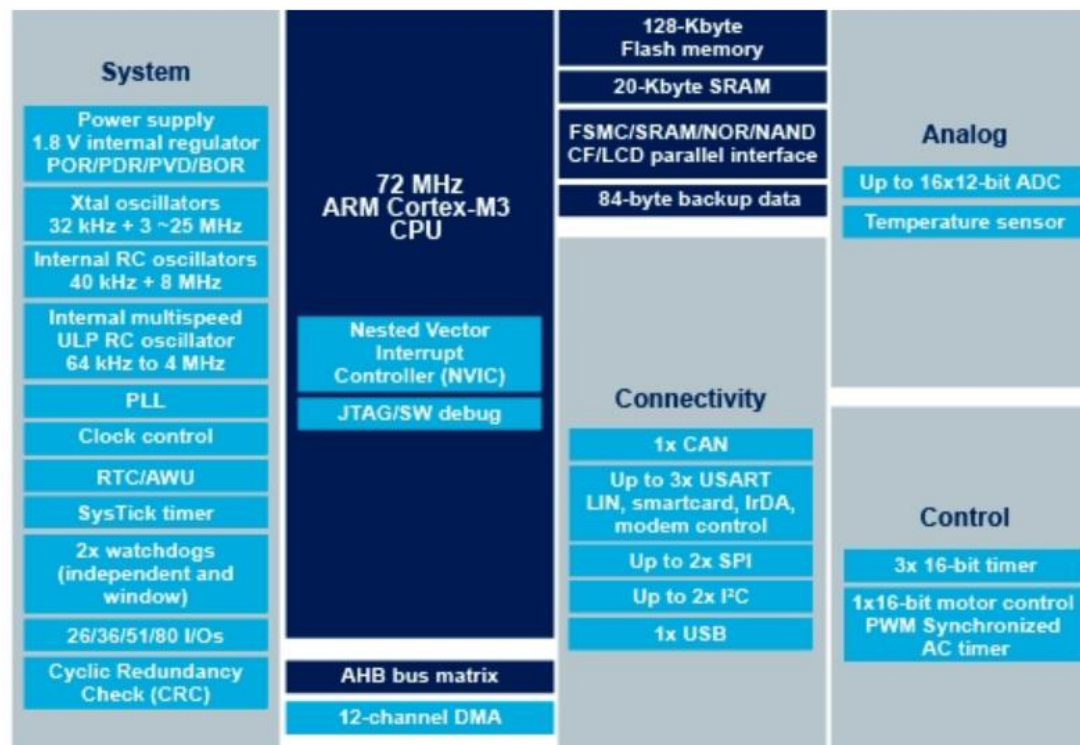 System
Power supply
1.8 V internal regulator
POR/PDR/PVD/BOR
Xtal oscillators
32 kHz + 3 ~25 MHz
Internal RC oscillators
40 kHz + 8 MHz
Internal multispeed
ULP RC oscillator
64 kHz to 4 MHz
PLL
Clock control
RTC/AWU
SysTick timer
2x watchdogs
(independent and
window)
26/36/51/80 I/Os
Cyclic Redundancy
Check (CRC)
72 MHz
ARM Cortex-M3
CPU
Nested Vector
Interrupt
Controller (NVIC)
JTAG/SW debug
AHB bus matrix
12-channel DMA
128-Kbyte
Flash memory
20-Kbyte SRAM
FSMC/SRAM/NOR/NAND
CF/LCD parallel interface
84-byte backup data
Connectivity
1x CAN
Up to 3x USART
LIN, smartcard, IrDA,
modem control
Up to 2x SPI
Up to 2x I²C
1x USB
Analog
Up to 16x12-bit ADC
Temperature sensor
Control
3x 16-bit timer
1x16-bit motor control
PWM Synchronized
AC timer